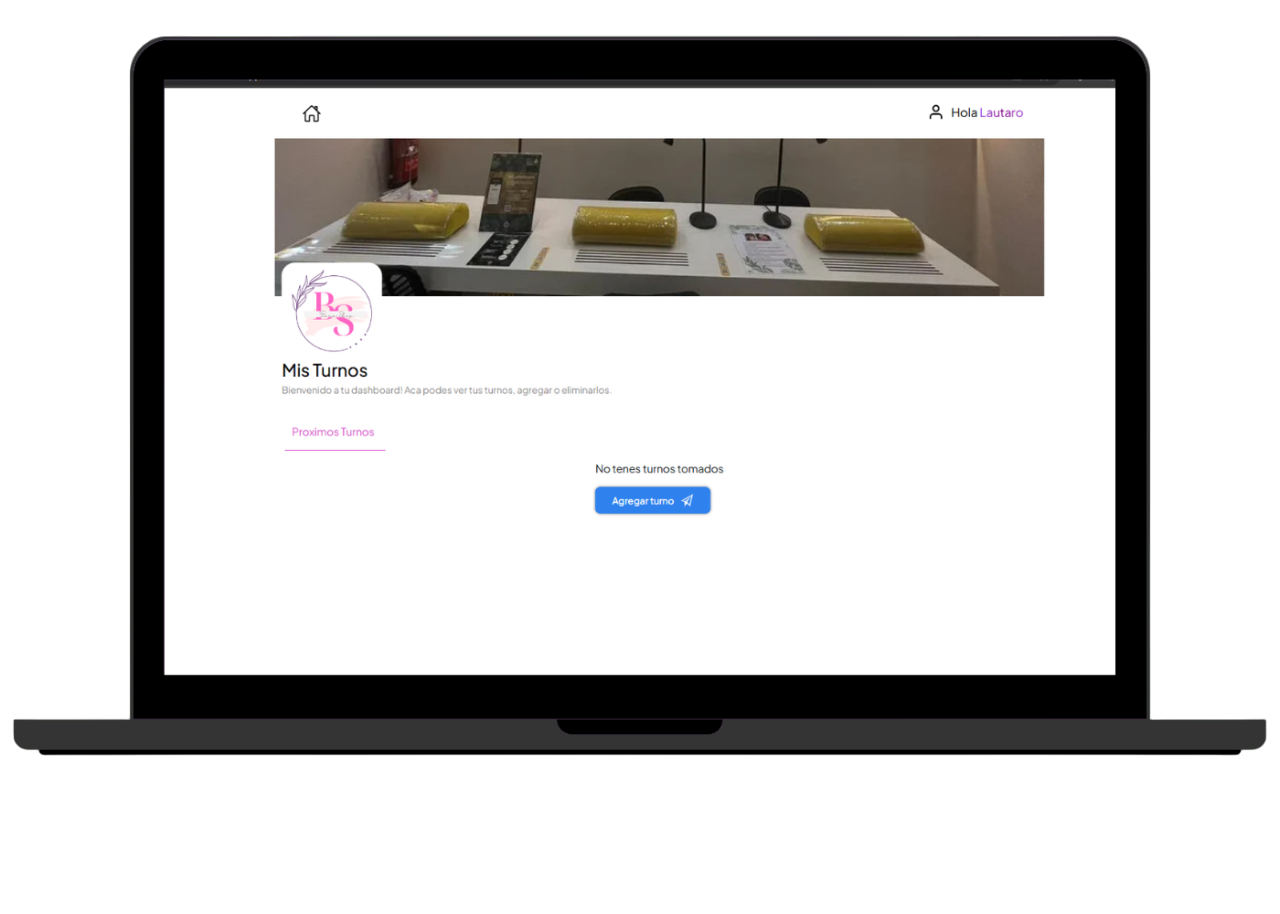 Hola Lautaro
BS
Mis Turnos
Bienvenido a tu dashboard! Aca podes ver tus turnos, agregar o eliminarlos.
Proximos Turnos
No tenes turnos tomados
Agregar turno